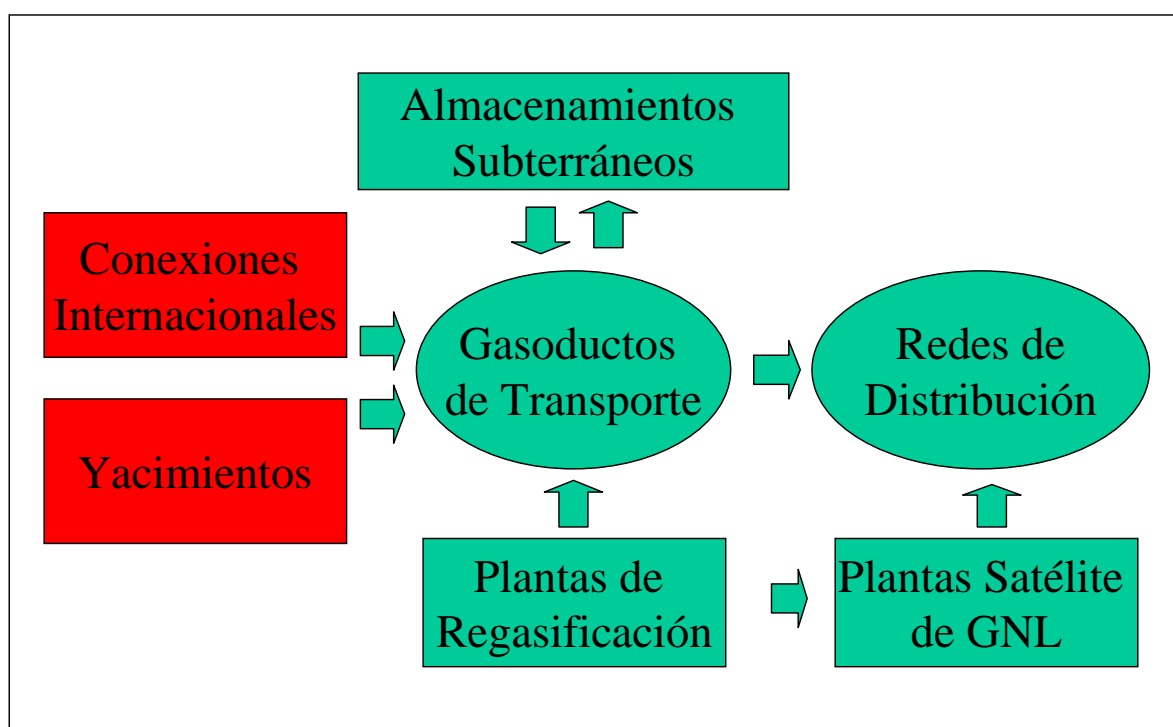 Almacenamientos
Subterráneos
Conexiones
Internacionales
Gasoductos
de Transporte
Redes de
Distribución
Yacimientos
Plantas de
Regasificación
Plantas Satélite
de GNL